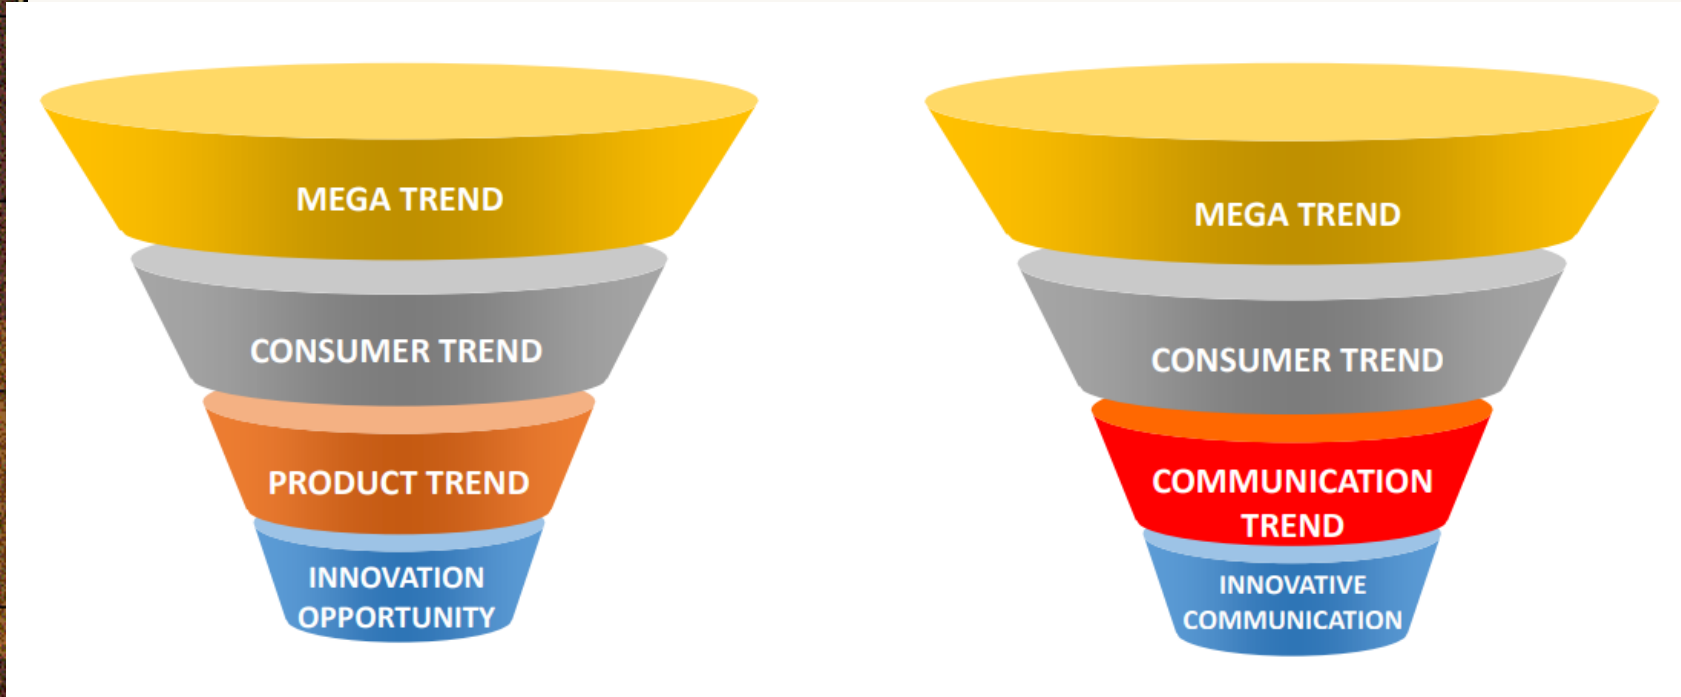 MEGA TREND
CONSUMER TREND
PRODUCT TREND
INNOVATION
OPPORTUNITY
MEGA TREND
CONSUMER TREND
COMMUNICATION
TREND
INNOVATIVE
COMMUNICATION